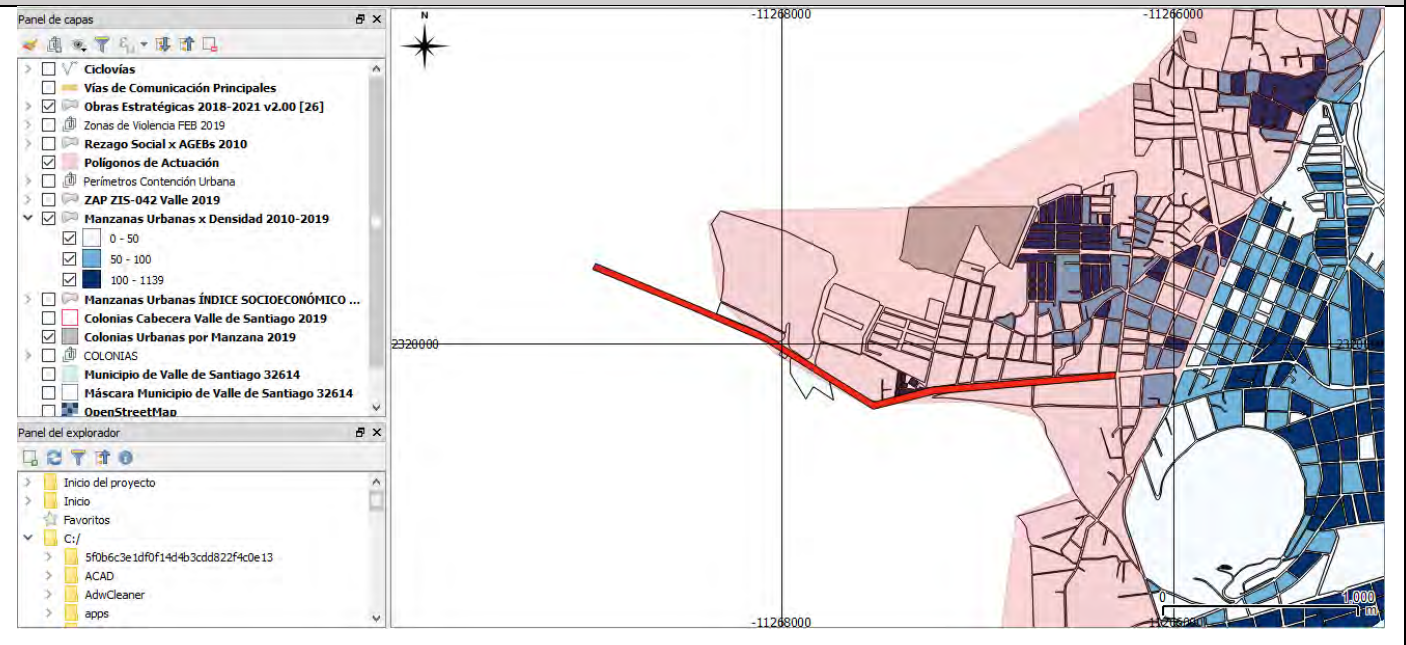 Panel de capas
Ciclovías
Vías de Comunicación Principales
Obras Estratégicas 2018-2021 v2.00 [26]
Zonas de Violencia FEB 2019
Rezago Social x AGEBs 2010
Polígonos de Actuación
Perímetros Contención Urbana
ZAP ZIS-042 Valle 2019
Manzanas Urbanas x Densidad 2010-2019
0 - 50
50 - 100
100 - 1139
Manzanas Urbanas ÍNDICE SOCIOECONÓMICO ...
Colonias Cabecera Valle de Santiago 2019
Colonias Urbanas por Manzana 2019
COLONIAS
Municipio de Valle de Santiago 32614
Máscara Municipio de Valle de Santiago 32614
OpenStreetMap
Panel del explorador
Inicio del proyecto
Inicio
Favoritos
C:/
5f0b6c3e1df0f14d4b3cdd822f4c0e13
ACAD
AdwCleaner
apps
N
-11268000
-11266000
2320000
2320000
-11268000
-11266000
0
1,000
m